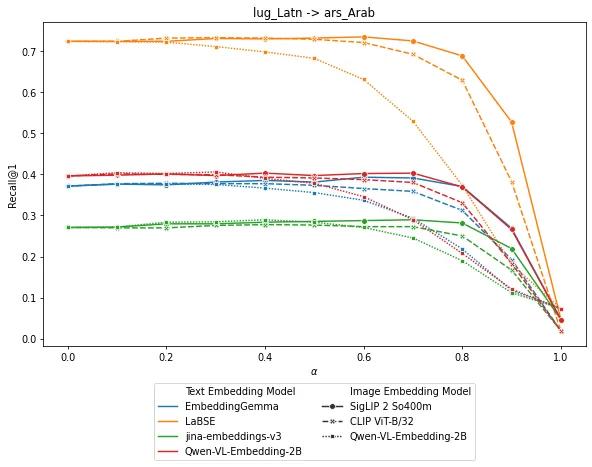 lug_Latn -> ars_Arab
Recall@1
0.7
0.6
0.5
0.4
0.3
0.2
0.1
0.0
0.0 0.2 0.4 0.6 0.8 1.0
α
Text Embedding Model
EmbeddingGemma
LaBSE
jina-embeddings-v3
Qwen-VL-Embedding-2B
Image Embedding Model
SigLIP 2 So400m
CLIP ViT-B/32
Qwen-VL-Embedding-2B